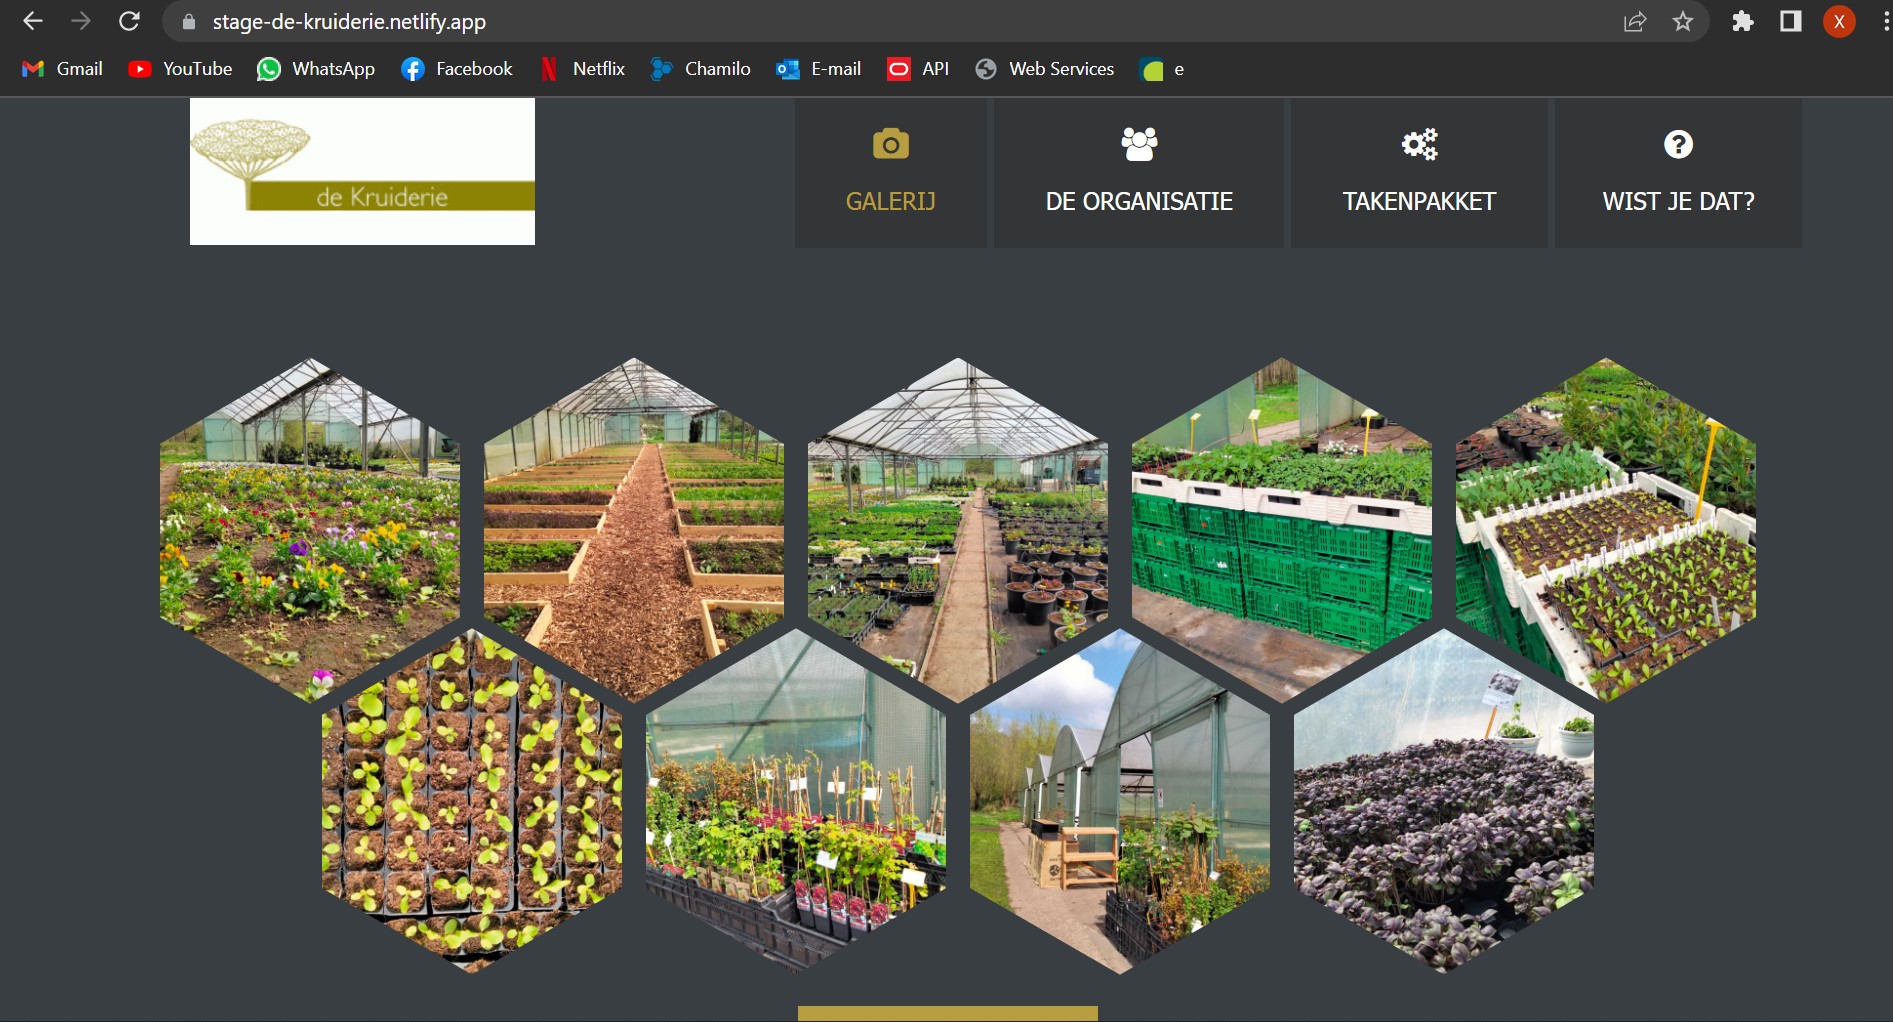 stage-de-kruiderie.netlify.app
X
Gmail YouTube WhatsApp Facebook Netflix Chamilo E-mail API Web Services e
de Kruiderie
GALERIJ DE ORGANISATIE TAKENPAKKET WIST JE DAT?